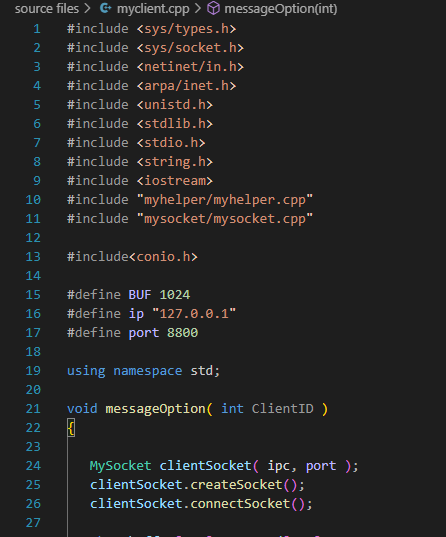 source files > myclient.cpp > messageOption(int)
1 #include <sys/types.h>
2 #include <sys/socket.h>
3 #include <netinet/in.h>
4 #include <arpa/inet.h>
5 #include <unistd.h>
6 #include <stdlib.h>
7 #include <stdio.h>
8 #include <string.h>
9 #include <iostream>
10 #include "myhelper/myhelper.cpp"
11 #include "mysocket/mysocket.cpp"
12
13 #include<conio.h>
14
15 #define BUF 1024
16 #define ip "127.0.0.1"
17 #define port 8800
18
19 using namespace std;
20
21 void messageOption( int ClientID )
22 {
23
24 MySocket clientSocket( ipc, port );
25 clientSocket.createSocket();
26 clientSocket.connectSocket();
27